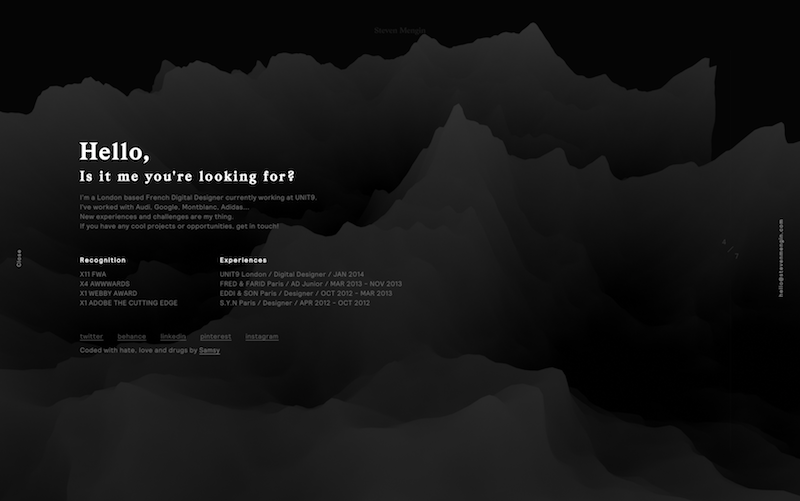 Steven Mengin
Hello,
Is it me you're looking for?
I'm a London based French Digital Designer currently working at UNIT9.
I've worked with Audi, Google, Montblanc, Adidas...
New experiences and challenges are my thing.
If you have any cool projects or opportunities, get in touch!
Close
hello@stevenmengin.com
4 / 7
Recognition
X11 FWA
X4 AWWWARDS
X1 WEBBY AWARD
X1 ADOBE THE CUTTING EDGE
Experiences
UNIT9 London / Digital Designer / JAN 2014
FRED & FARID Paris / AD Junior / MAR 2013 - NOV 2013
EDDI & SON Paris / Designer / OCT 2012 - MAR 2013
S.Y.N Paris / Designer / APR 2012 - OCT 2012
twitter behance linkedin pinterest instagram
Coded with hate, love and drugs by Samsy